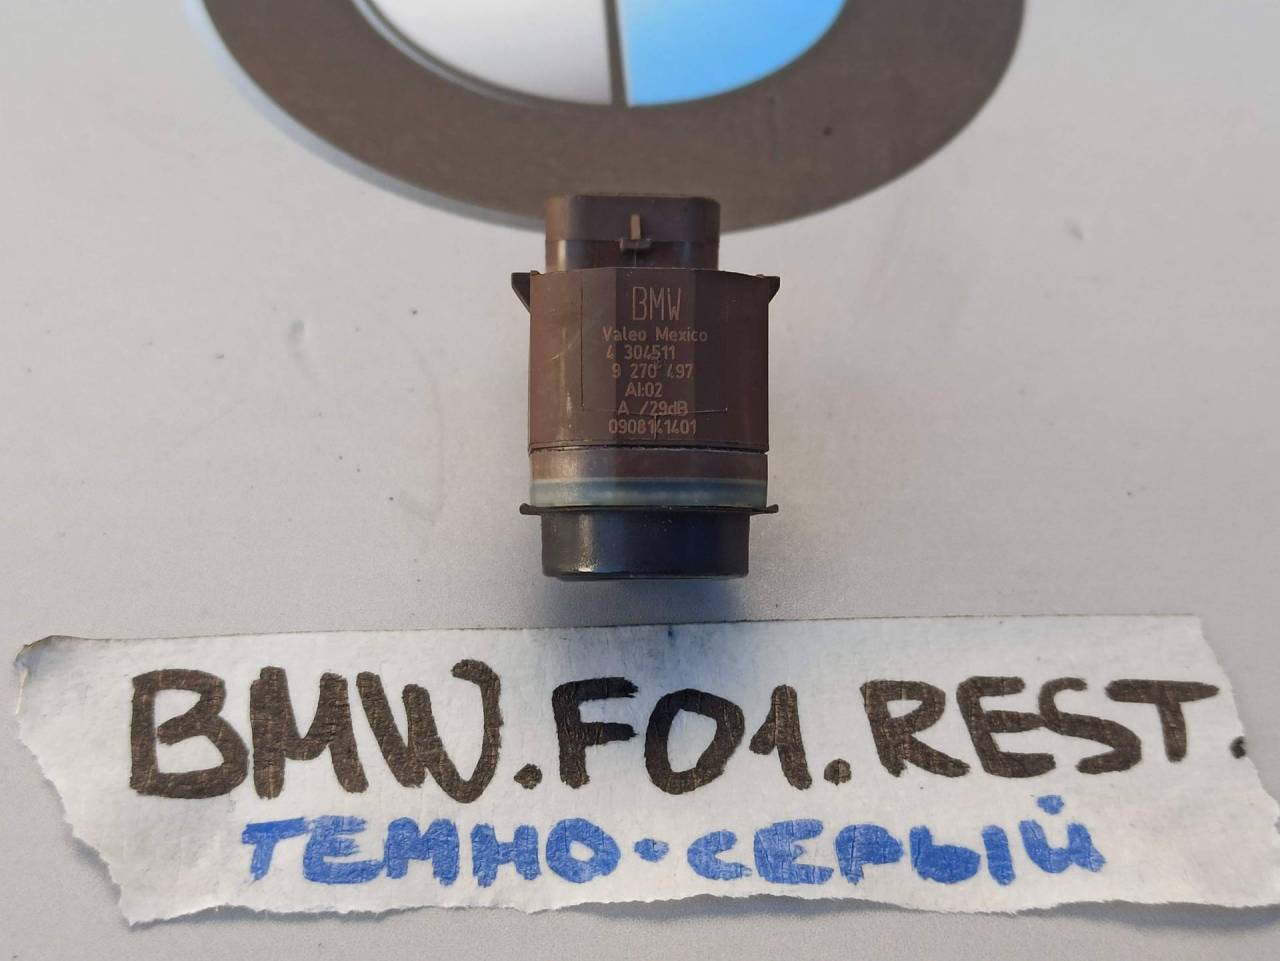 BMW
Valeo Mexico
4 304511
9 270 497
AI:02
A /29dB
0908141401
BMW.F01.REST.
ТЕМНО-СЕРЫЙ